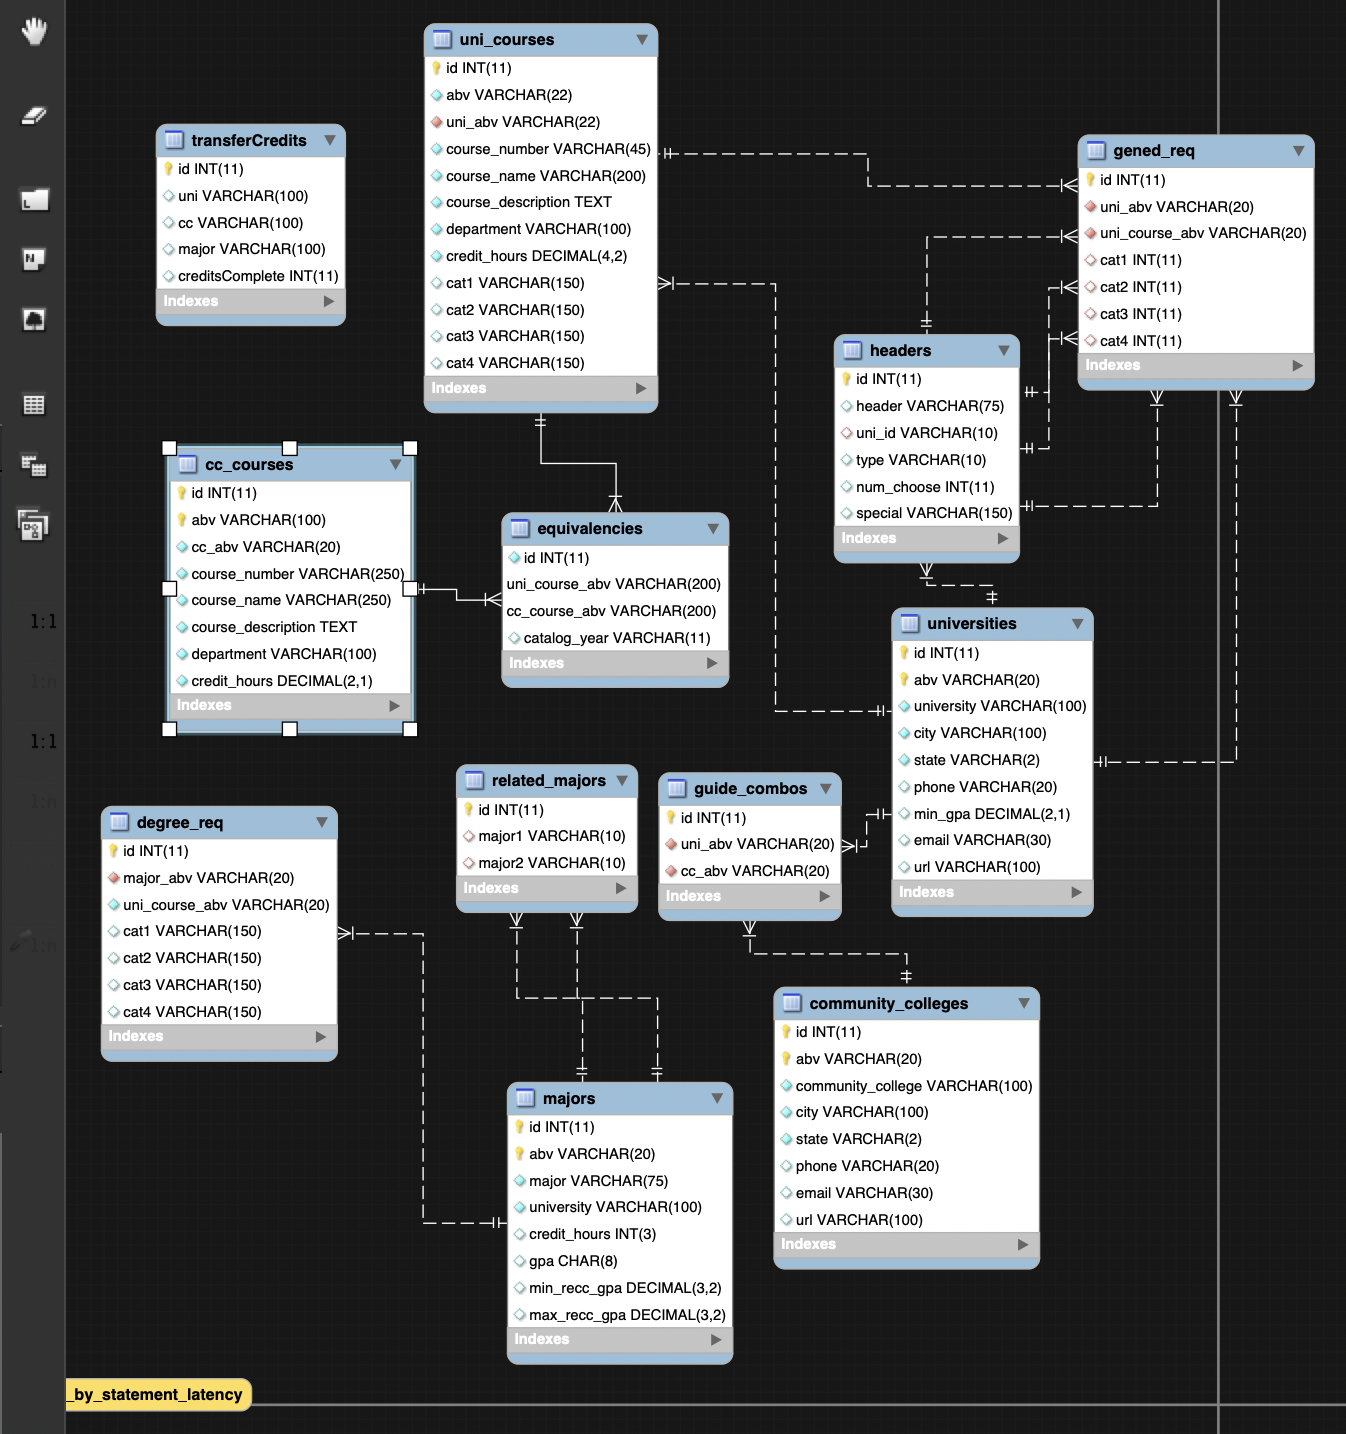 uni_courses
id INT(11)
abv VARCHAR(22)
uni_abv VARCHAR(22)
course_number VARCHAR(45)
course_name VARCHAR(200)
course_description TEXT
department VARCHAR(100)
credit_hours DECIMAL(4,2)
cat1 VARCHAR(150)
cat2 VARCHAR(150)
cat3 VARCHAR(150)
cat4 VARCHAR(150)
Indexes
transferCredits
id INT(11)
uni VARCHAR(100)
cc VARCHAR(100)
major VARCHAR(100)
creditsComplete INT(11)
Indexes
gened_req
id INT(11)
uni_abv VARCHAR(20)
uni_course_abv VARCHAR(20)
cat1 INT(11)
cat2 INT(11)
cat3 INT(11)
cat4 INT(11)
Indexes
headers
id INT(11)
header VARCHAR(75)
uni_id VARCHAR(10)
type VARCHAR(10)
num_choose INT(11)
special VARCHAR(150)
Indexes
cc_courses
id INT(11)
abv VARCHAR(100)
cc_abv VARCHAR(20)
course_number VARCHAR(250)
course_name VARCHAR(250)
course_description TEXT
department VARCHAR(100)
credit_hours DECIMAL(2,1)
Indexes
equivalencies
id INT(11)
uni_course_abv VARCHAR(200)
cc_course_abv VARCHAR(200)
catalog_year VARCHAR(11)
Indexes
universities
id INT(11)
abv VARCHAR(20)
university VARCHAR(100)
city VARCHAR(100)
state VARCHAR(2)
phone VARCHAR(20)
min_gpa DECIMAL(2,1)
email VARCHAR(30)
url VARCHAR(100)
Indexes
1:1
1:n
1:1
1:n
1:n
related_majors
id INT(11)
major1 VARCHAR(10)
major2 VARCHAR(10)
Indexes
guide_combos
id INT(11)
uni_abv VARCHAR(20)
cc_abv VARCHAR(20)
Indexes
degree_req
id INT(11)
major_abv VARCHAR(20)
uni_course_abv VARCHAR(20)
cat1 VARCHAR(150)
cat2 VARCHAR(150)
cat3 VARCHAR(150)
cat4 VARCHAR(150)
Indexes
community_colleges
id INT(11)
abv VARCHAR(20)
community_college VARCHAR(100)
city VARCHAR(100)
state VARCHAR(2)
phone VARCHAR(20)
email VARCHAR(30)
url VARCHAR(100)
Indexes
majors
id INT(11)
abv VARCHAR(20)
major VARCHAR(75)
university VARCHAR(100)
credit_hours INT(3)
gpa CHAR(8)
min_recc_gpa DECIMAL(3,2)
max_recc_gpa DECIMAL(3,2)
Indexes
_by_statement_latency